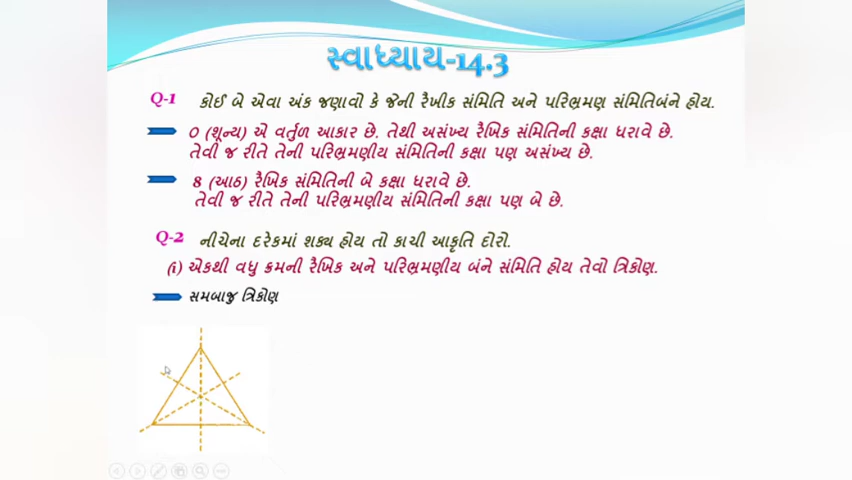 સ્વાધ્યાય-14.3
Q-1 કોઈ બે એવા અંક જણાવો કે જેની રૈખીક સંમિતિ અને પરિભ્રમણ સંમિતિબંને હોય.
0 (શૂન્ય) એ વર્તુળ આકાર છે. તેથી અસંખ્ય રૈખિક સંમિતિની કક્ષા ધરાવે છે.
તેવી જ રીતે તેની પરિભ્રમણીય સંમિતિની કક્ષા પણ અસંખ્ય છે.
8 (આઠ) રૈખિક સંમિતિની બે કક્ષા ધરાવે છે.
તેવી જ રીતે તેની પરિભ્રમણીય સંમિતિની કક્ષા પણ બે છે.
Q-2 નીચેના દરેકમાં શક્ય હોય તો કાચી આકૃતિ દોરો.
(i) એકથી વધુ ક્રમની રૈખિક અને પરિભ્રમણીય બંને સંમિતિ હોય તેવો ત્રિકોણ.
સમબાજુ ત્રિકોણ